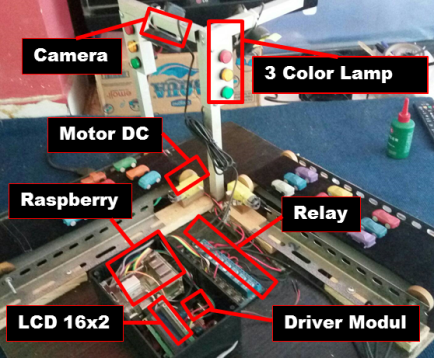 Camera
3 Color Lamp
Motor DC
Raspberry
Relay
LCD 16x2
Driver Modul